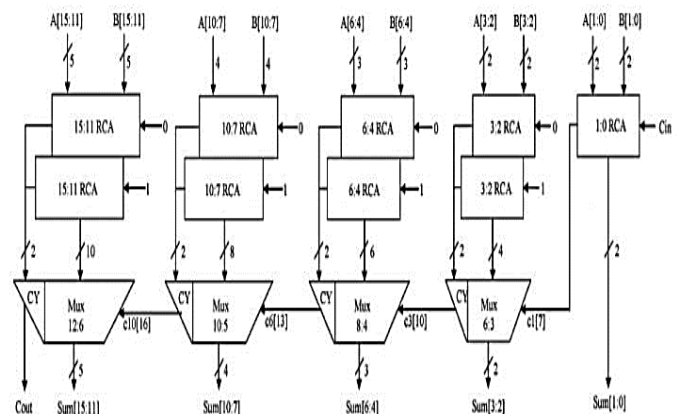 A[15:11] B[15:11] A[10:7] B[10:7] A[6:4] B[6:4] A[3:2] B[3:2] A[1:0] B[1:0]
5 5 4 4 3 3 2 2 2 2
15:11 RCA 0 10:7 RCA 0 6:4 RCA 0 3:2 RCA 0 1:0 RCA Cin
15:11 RCA 1 10:7 RCA 1 6:4 RCA 1 3:2 RCA 1
2 10 2 8 2 6 2 4 2
CY Mux CY Mux CY Mux CY Mux
12:6 c10[16] 10:5 c6[13] 8:4 c3[10] 6:3 c1[7]
5 4 3 2
Cout Sum[15:11] Sum[10:7] Sum[6:4] Sum[3:2] Sum[1:0]